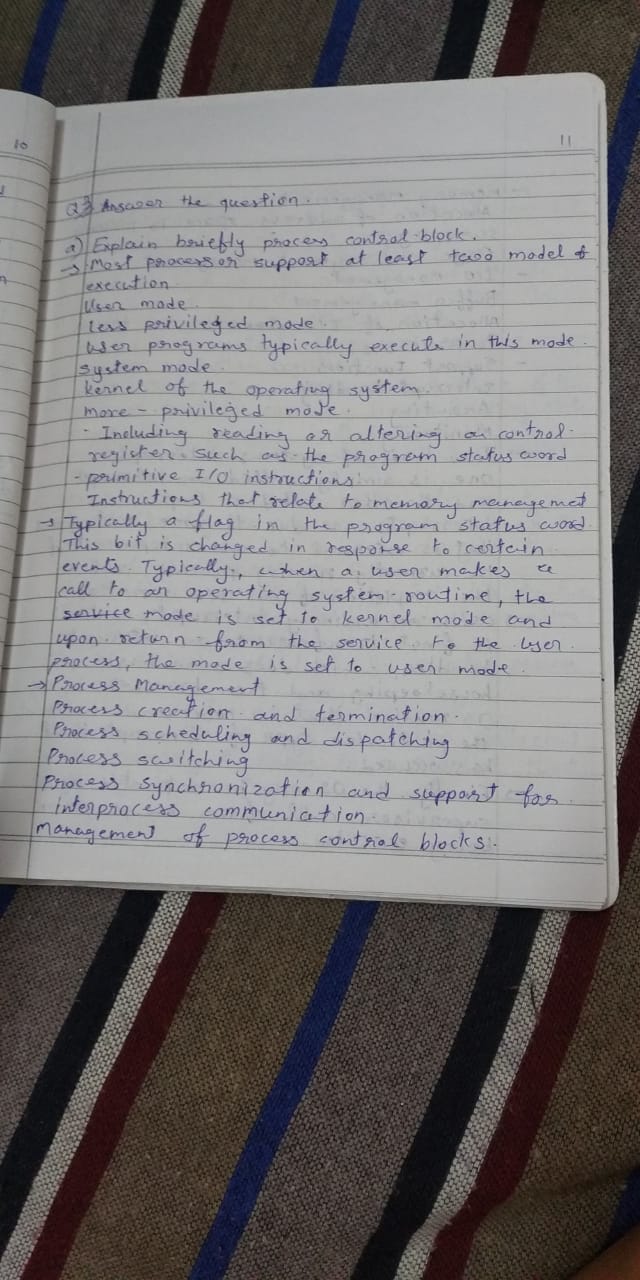 10
11
Q3 Answer the question.
a) Explain briefly process control block.
→ Most processor support at least two model of
execution
User mode.
less privileged mode
User programs typically execute in this mode.
system mode.
kernel of the operating system.
more - privileged mode.
- Including reading or altering a control
register such as the program status word
- primitive I/O instructions
Instructions that relate to memory managemet
→ Typically a flag in the program status word
This bit is changed in response to certain
events. Typically, when a user makes a
call to an operating system routine, the
service mode is set to kernel mode and
upon return from the service to the user
process, the mode is set to user mode.
→ Process Management
Process creation and termination.
Process scheduling and dispatching
Process switching
Process synchronization and support for
interprocess communication.
Management of process control blocks.